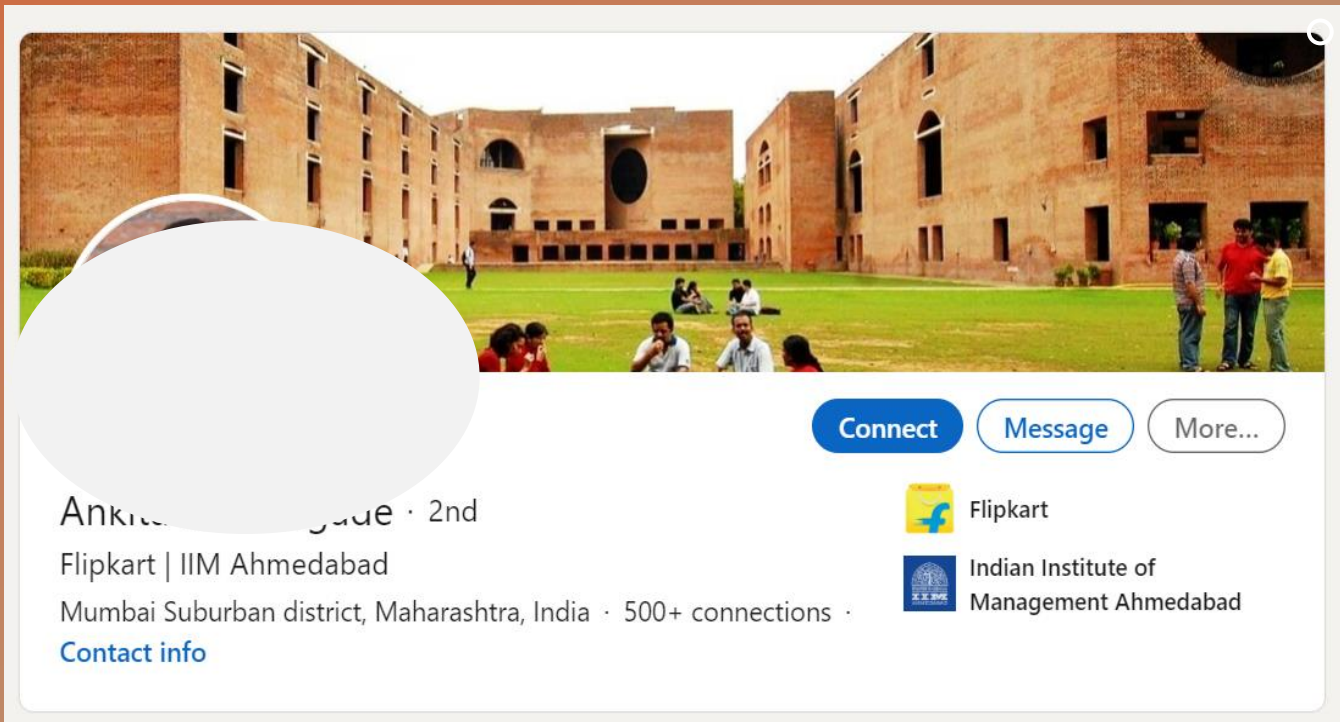 Connect
Message
More...
· 2nd
Flipkart | IIM Ahmedabad
Mumbai Suburban district, Maharashtra, India · 500+ connections ·
Contact info
Flipkart
Indian Institute of
Management Ahmedabad